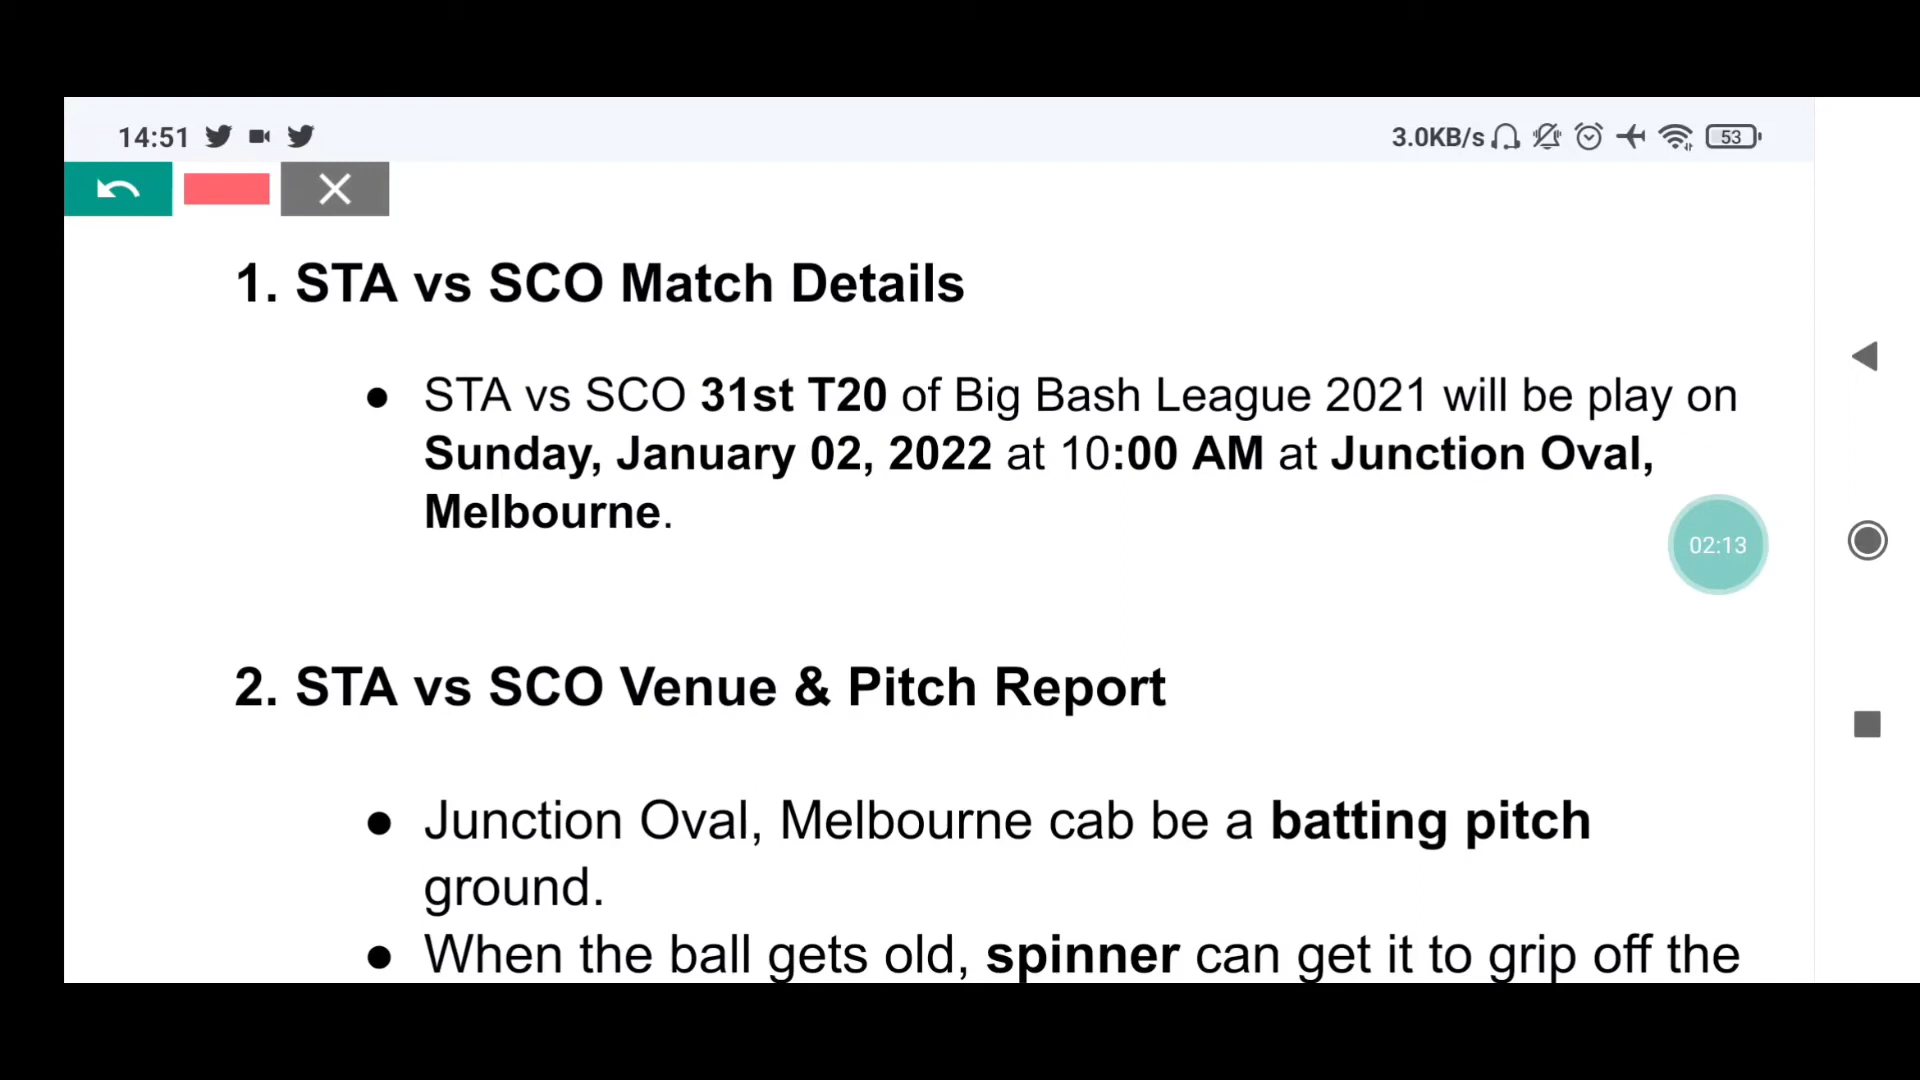 14:51
3.0KB/s
53
1. STA vs SCO Match Details
● STA vs SCO 31st T20 of Big Bash League 2021 will be play on
Sunday, January 02, 2022 at 10:00 AM at Junction Oval,
Melbourne.
02:13
2. STA vs SCO Venue & Pitch Report
● Junction Oval, Melbourne cab be a batting pitch
ground.
● When the ball gets old, spinner can get it to grip off the